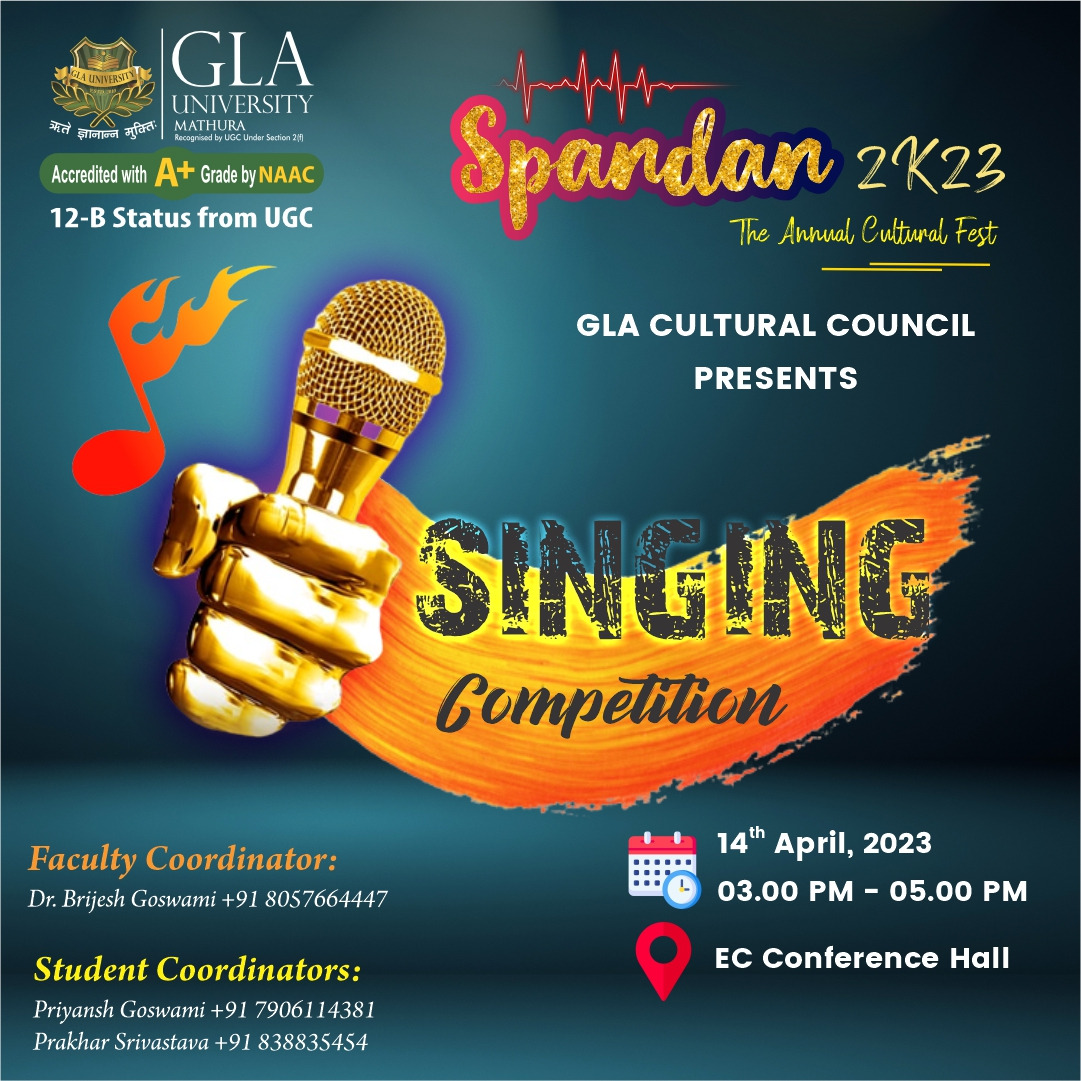 GLA UNIVERSITY
ऋते ज्ञानान्न मुक्तिः
GLA
UNIVERSITY
MATHURA
Recognised by UGC Under Section 2(f)
Accredited with A+ Grade by NAAC
12-B Status from UGC
Spandan 2K23
The Annual Cultural Fest
GLA CULTURAL COUNCIL
PRESENTS
SINGING
Competition
Faculty Coordinator:
Dr. Brijesh Goswami +91 8057664447
Student Coordinators:
Priyansh Goswami +91 7906114381
Prakhar Srivastava +91 838835454
14th April, 2023
03.00 PM - 05.00 PM
EC Conference Hall